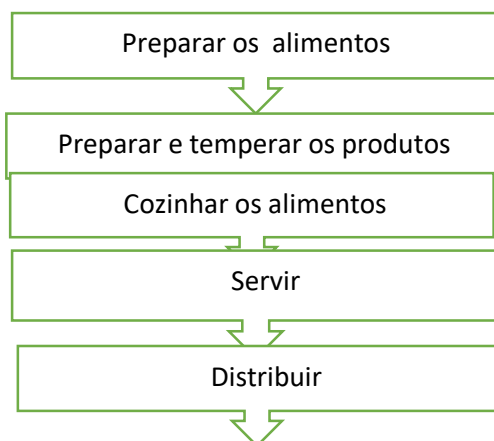 Preparar os  alimentos
Preparar e temperar os produtos
Cozinhar os alimentos
Servir
Distribuir